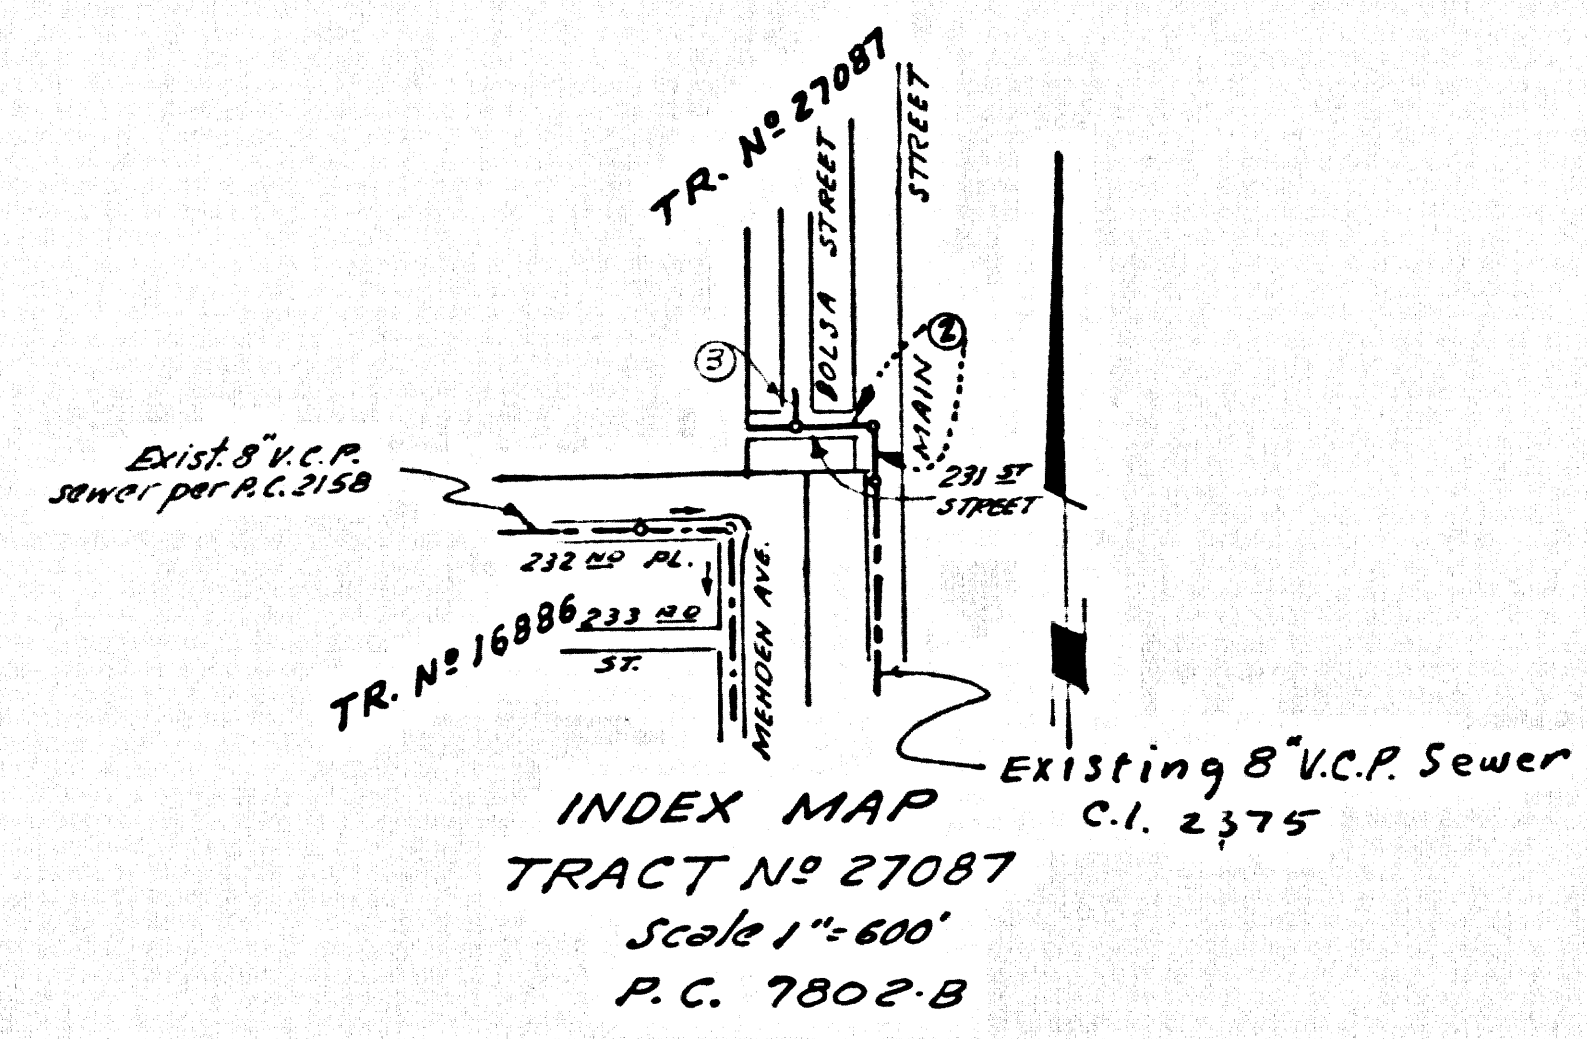 TR. Nº 27087
STREET
BOLSA STREET
2
3
MAIN
Exist. 8" V.C.P.
sewer per P.C. 2158
231 ST
STREET
232 ND PL.
MEHDEN AVE.
233 RD
ST.
TR. Nº 16886
Existing 8" V.C.P. Sewer
C.I. 2375
INDEX MAP
TRACT Nº 27087
Scale 1"=600'
P.C. 7802-B